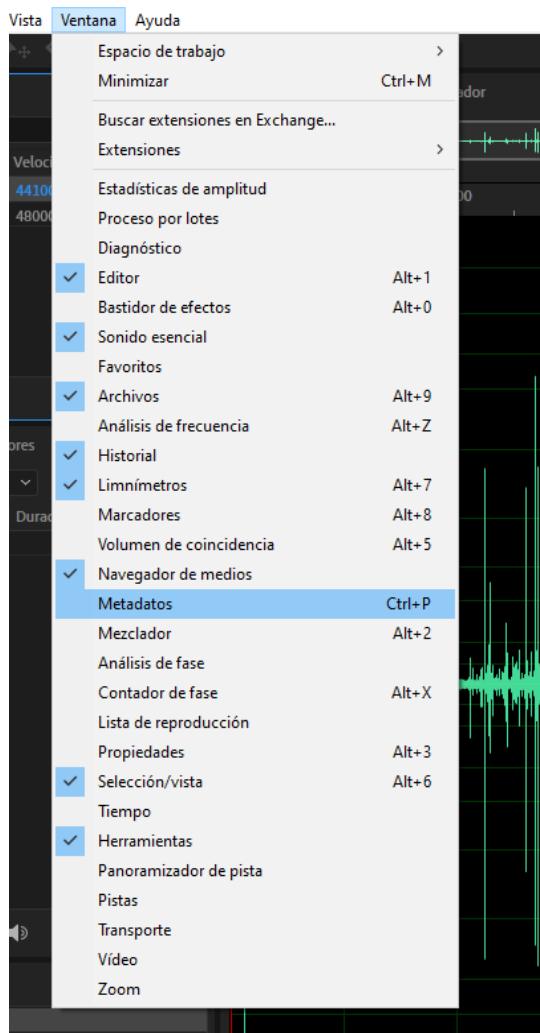 Vista Ventana Ayuda
Espacio de trabajo
Minimizar Ctrl+M
Buscar extensiones en Exchange...
Extensiones
Estadísticas de amplitud
Proceso por lotes
Diagnóstico
Editor Alt+1
Bastidor de efectos Alt+0
Sonido esencial
Favoritos
Archivos Alt+9
Análisis de frecuencia Alt+Z
Historial
Limnímetros Alt+7
Marcadores Alt+8
Volumen de coincidencia Alt+5
Navegador de medios
Metadatos Ctrl+P
Mezclador Alt+2
Análisis de fase
Contador de fase Alt+X
Lista de reproducción
Propiedades Alt+3
Selección/vista Alt+6
Tiempo
Herramientas
Panoramizador de pista
Pistas
Transporte
Vídeo
Zoom